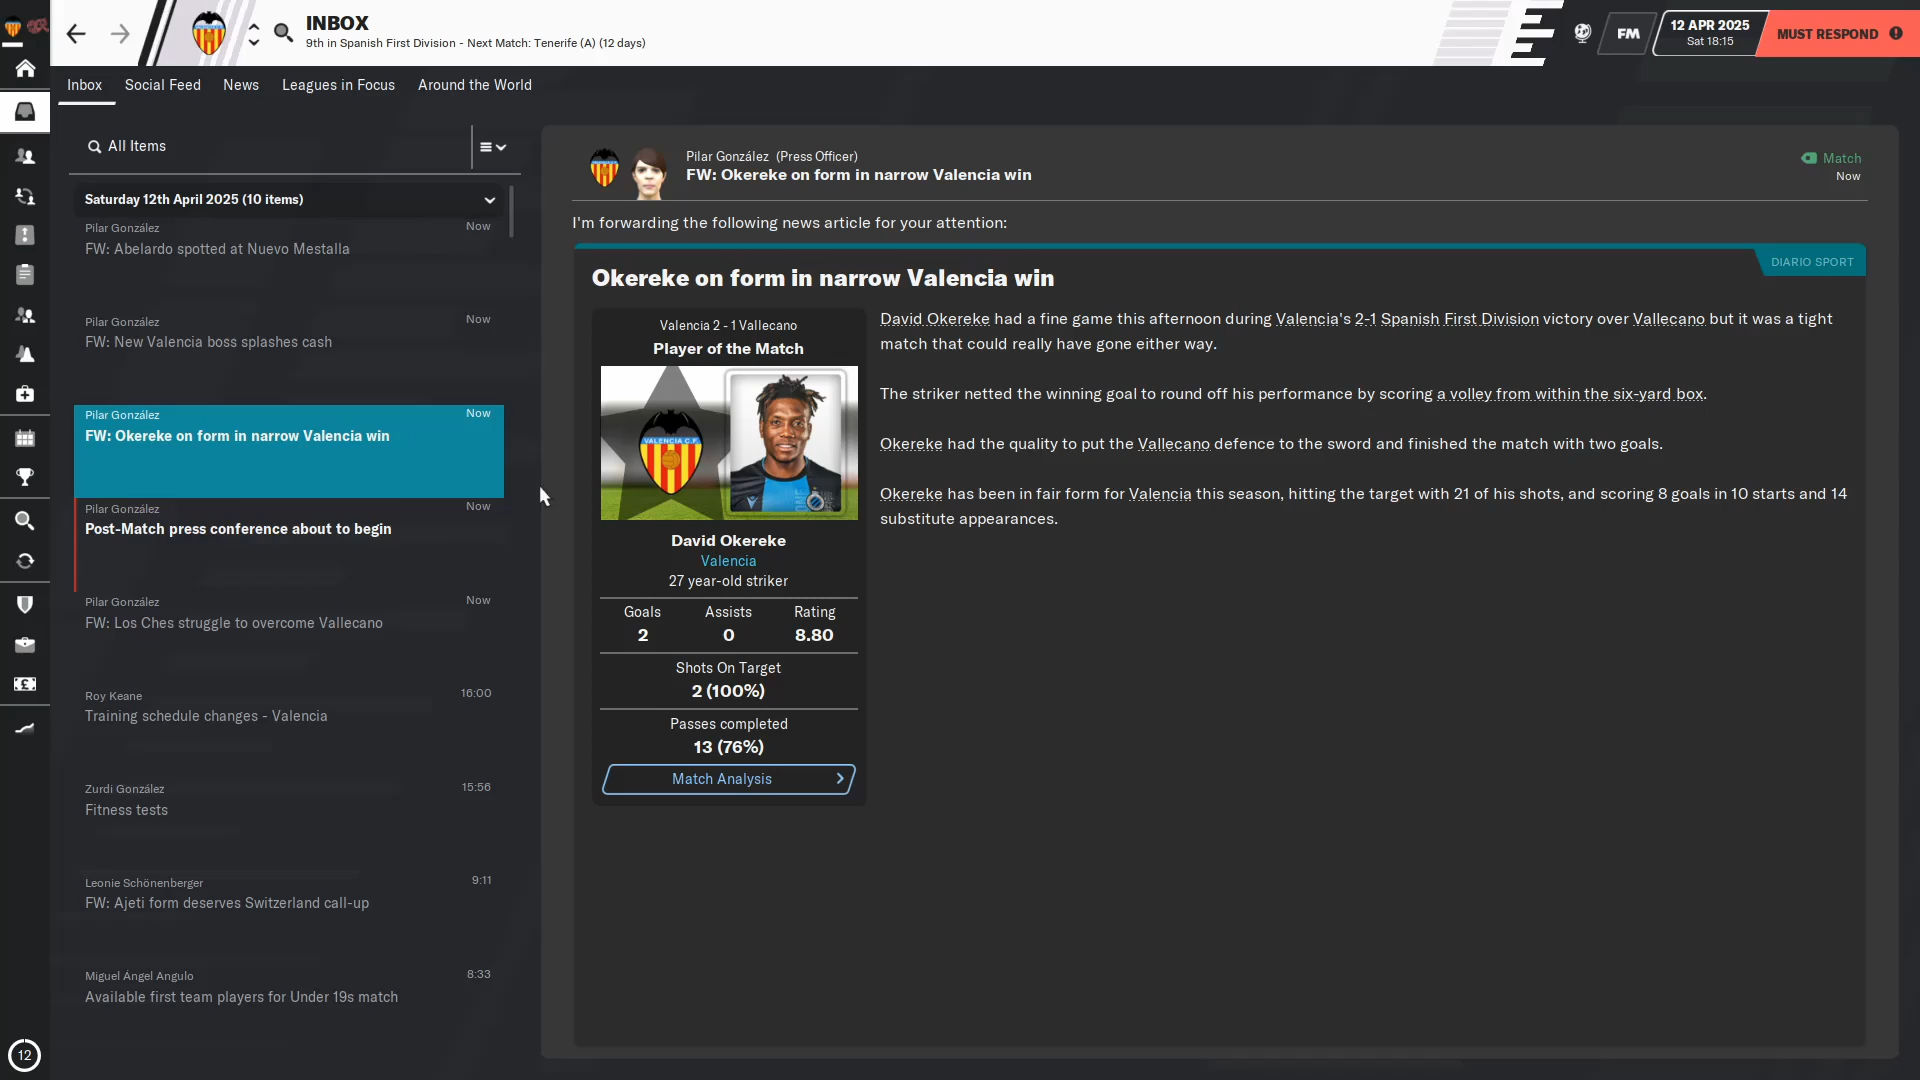 INBOX
9th in Spanish First Division - Next Match: Tenerife (A) (12 days)
FM
12 APR 2025
Sat 18:15
MUST RESPOND
Inbox
Social Feed
News
Leagues in Focus
Around the World
All Items
Saturday 12th April 2025 (10 items)
Pilar González
Now
FW: Abelardo spotted at Nuevo Mestalla
Pilar González
Now
FW: New Valencia boss splashes cash
Pilar González
Now
FW: Okereke on form in narrow Valencia win
Pilar González
Now
Post-Match press conference about to begin
Pilar González
Now
FW: Los Ches struggle to overcome Vallecano
Roy Keane
16:00
Training schedule changes - Valencia
Zurdi González
15:56
Fitness tests
Leonie Schönenberger
9:11
FW: Ajeti form deserves Switzerland call-up
Miguel Ángel Angulo
8:33
Available first team players for Under 19s match
12
Pilar González (Press Officer)
FW: Okereke on form in narrow Valencia win
Match
Now
I'm forwarding the following news article for your attention:
DIARIO SPORT
Okereke on form in narrow Valencia win
Valencia 2 - 1 Vallecano
Player of the Match
VALENCIA C.F.
David Okereke
Valencia
27 year-old striker
Goals
Assists
Rating
2
0
8.80
Shots On Target
2 (100%)
Passes completed
13 (76%)
Match Analysis
David Okereke had a fine game this afternoon during Valencia's 2-1 Spanish First Division victory over Vallecano but it was a tight
match that could really have gone either way.
The striker netted the winning goal to round off his performance by scoring a volley from within the six-yard box.
Okereke had the quality to put the Vallecano defence to the sword and finished the match with two goals.
Okereke has been in fair form for Valencia this season, hitting the target with 21 of his shots, and scoring 8 goals in 10 starts and 14
substitute appearances.